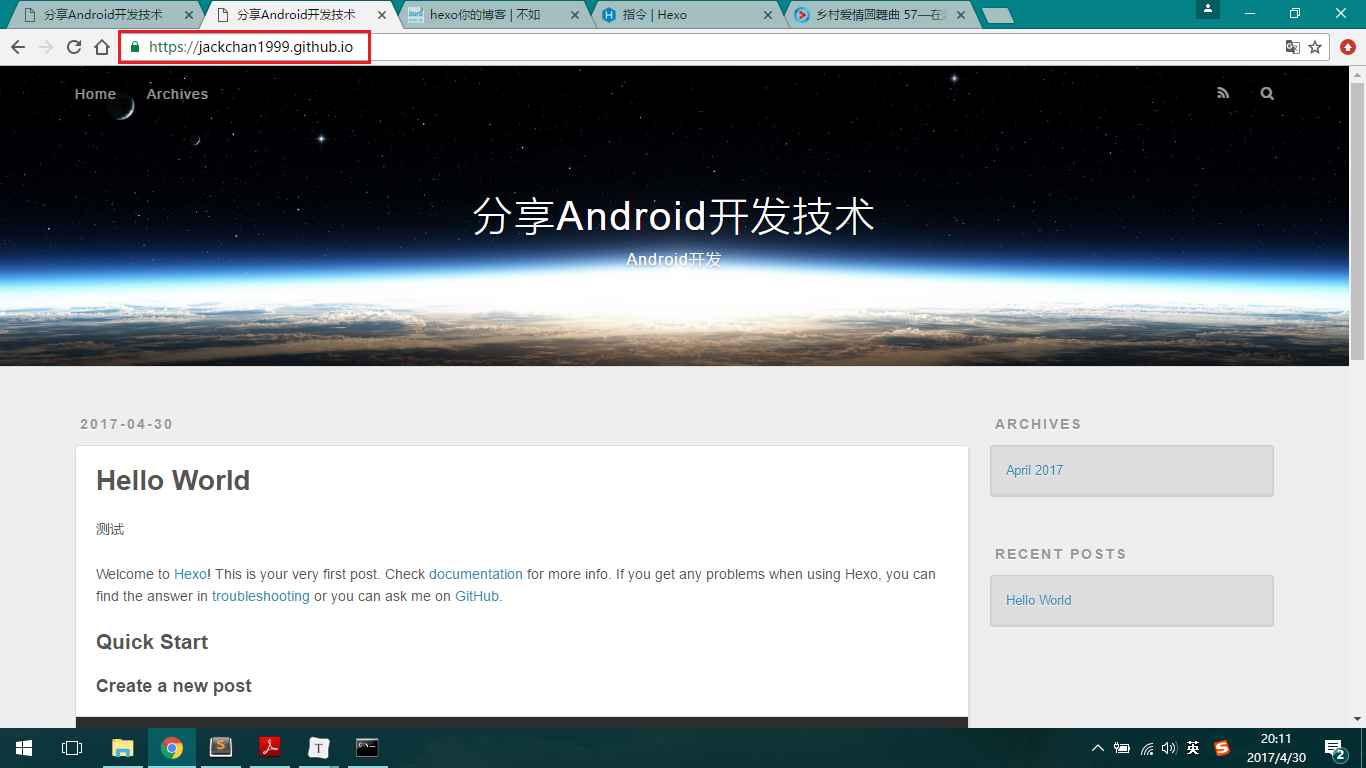 分享Android开发技术
分享Android开发技术
hexo你的博客 | 不如
指令 | Hexo
乡村爱情圆舞曲 57—在
https://jackchan1999.github.io
Home
Archives
分享Android开发技术
Android开发
2017-04-30
Hello World
测试
Welcome to Hexo! This is your very first post. Check documentation for more info. If you get any problems when using Hexo, you can
find the answer in troubleshooting or you can ask me on GitHub.
Quick Start
Create a new post
ARCHIVES
April 2017
RECENT POSTS
Hello World
英
20:11
2017/4/30
2